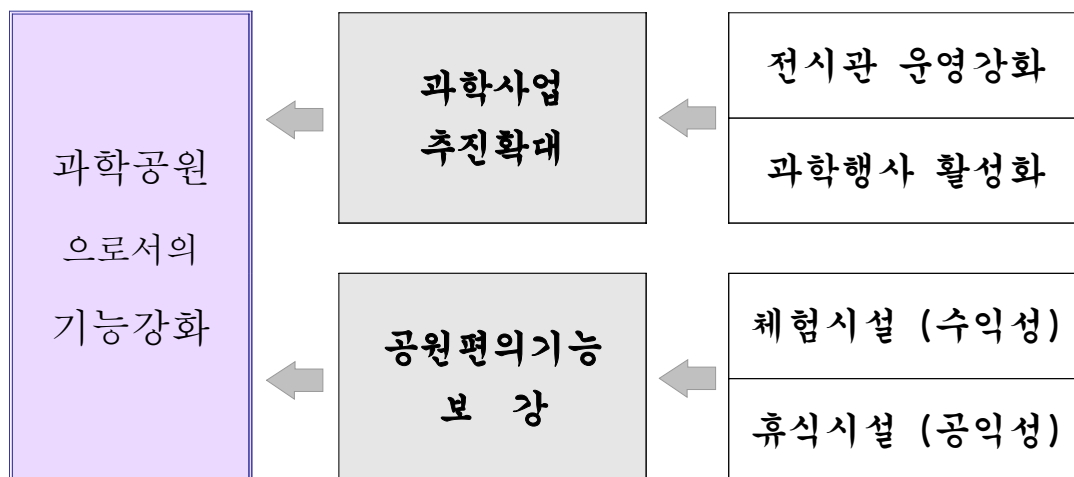 과학공원
으로서의
기능강화
과학사업
추진확대
전시관 운영강화
과학행사 활성화
공원편의기능
보 강
체험시설 (수익성)
휴식시설 (공익성)